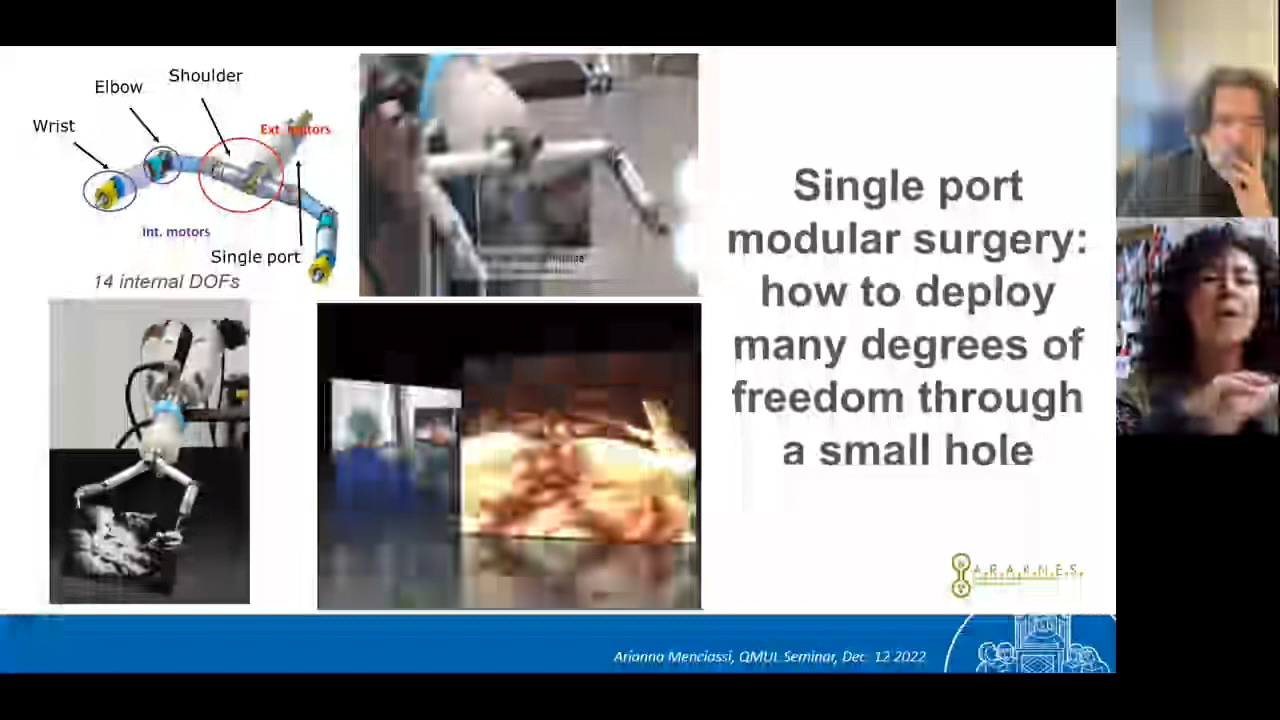 Shoulder
Elbow
Wrist
Ext. motors
Int. motors
Single port
14 internal DOFs
Single port
modular surgery:
how to deploy
many degrees of
freedom through
a small hole
A.R.A.K.N.E.S.
Arianna Menciassi, QMUL Seminar, Dec. 12 2022